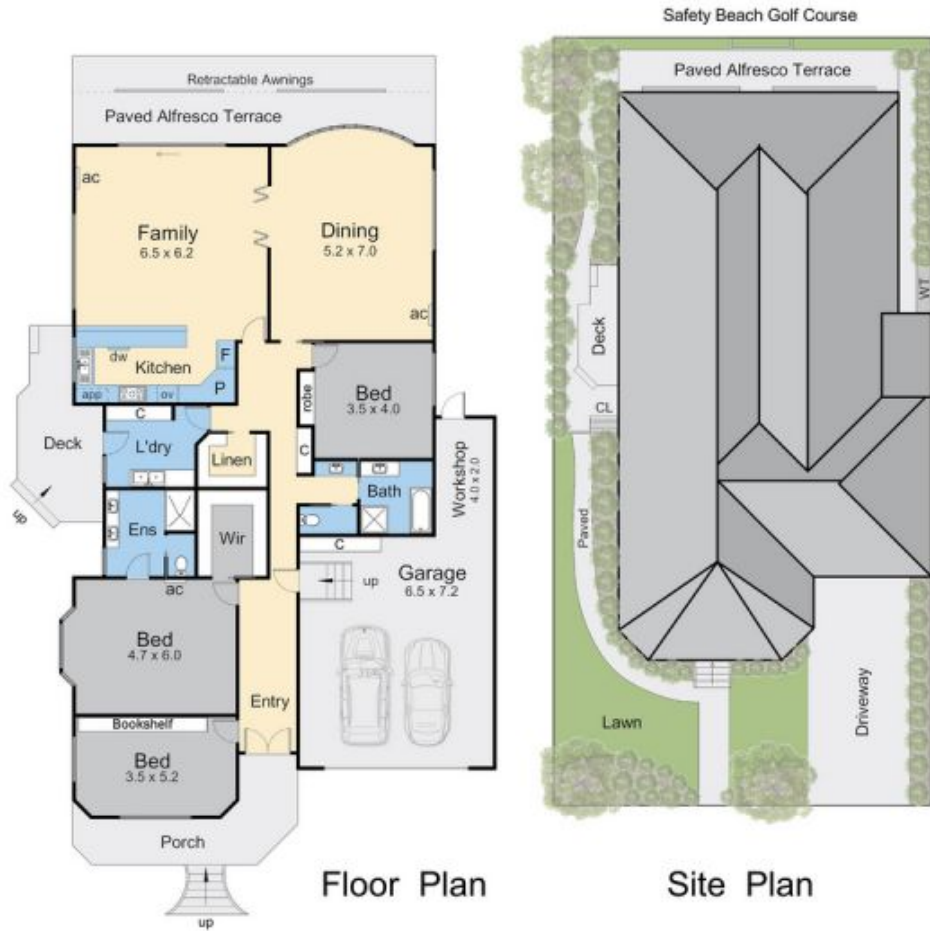 Safety Beach Golf Course
Retractable Awnings
Paved Alfresco Terrace
ac
Family
6.5 x 6.2
Dining
5.2 x 7.0
ac
dw
Kitchen
F
P
app
ov
C
L'dry
Linen
robe
C
Bed
3.5 x 4.0
Deck
up
Workshop
4.0 x 2.0
Bath
Ens
Wir
C
up
Garage
6.5 x 7.2
ac
Bed
4.7 x 6.0
Entry
Bookshelf
Bed
3.5 x 5.2
Porch
up
Floor Plan
Paved Alfresco Terrace
WT
Deck
CL
Paved
Lawn
Driveway
Site Plan